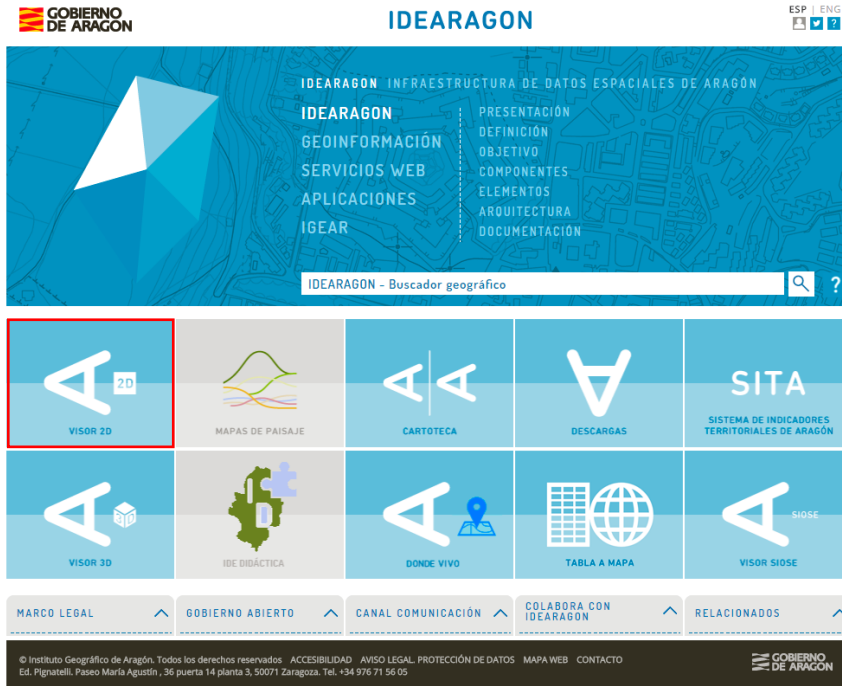 GOBIERNO
DE ARAGON
IDEARAGON
ESP | ENG
?
IDEARAGON INFRAESTRUCTURA DE DATOS ESPACIALES DE ARAGÓN
IDEARAGON
GEOINFORMACIÓN
SERVICIOS WEB
APLICACIONES
IGEAR
PRESENTACIÓN
DEFINICIÓN
OBJETIVO
COMPONENTES
ELEMENTOS
ARQUITECTURA
DOCUMENTACIÓN
IDEARAGON - Buscador geográfico
?
2D
VISOR 2D
MAPAS DE PAISAJE
CARTOTECA
DESCARGAS
SITA
SISTEMA DE INDICADORES
TERRITORIALES DE ARAGÓN
3D
VISOR 3D
IDE DIDÁCTICA
DONDE VIVO
TABLA A MAPA
SIOSE
VISOR SIOSE
MARCO LEGAL
GOBIERNO ABIERTO
CANAL COMUNICACIÓN
COLABORA CON
IDEARAGON
RELACIONADOS
© Instituto Geográfico de Aragón. Todos los derechos reservados ACCESIBILIDAD AVISO LEGAL. PROTECCIÓN DE DATOS MAPA WEB CONTACTO
Ed. Pignatelli. Paseo María Agustín , 36 puerta 14 planta 3, 50071 Zaragoza. Tel. +34 976 71 56 05
GOBIERNO
DE ARAGON